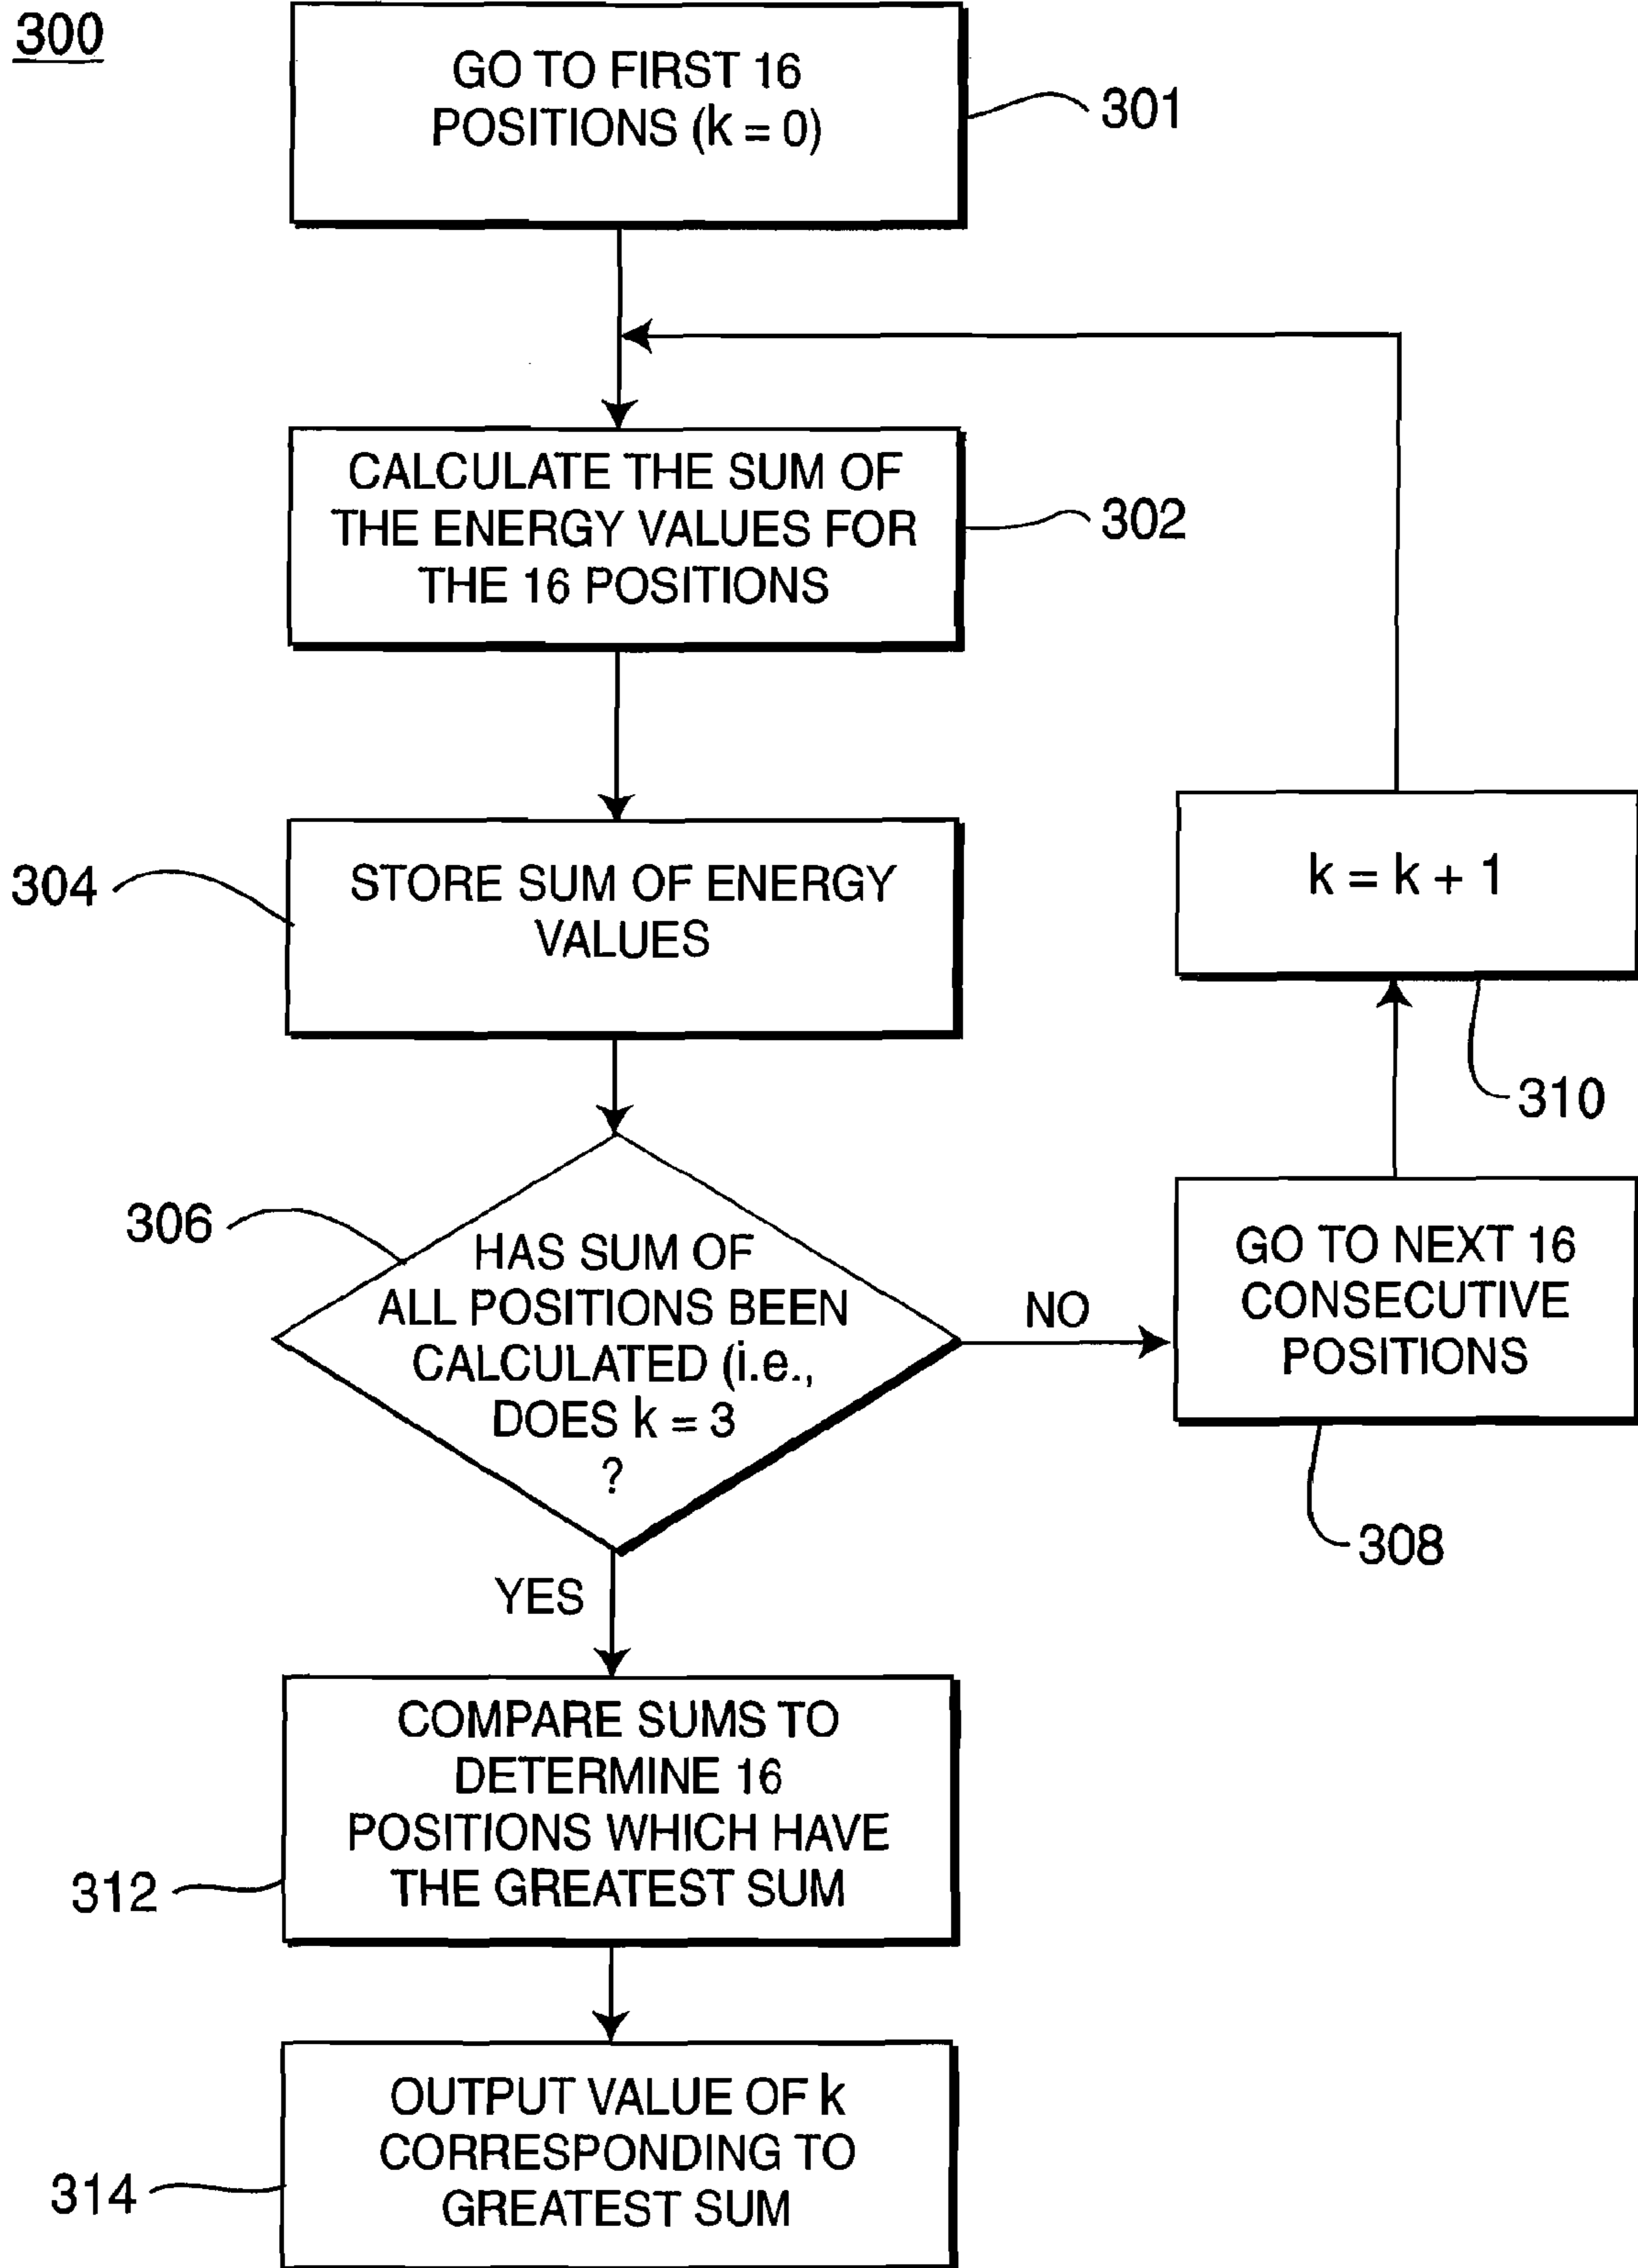 300
GO TO FIRST 16
POSITIONS (k = 0)
301
CALCULATE THE SUM OF
THE ENERGY VALUES FOR
THE 16 POSITIONS
302
304
STORE SUM OF ENERGY
VALUES
k = k + 1
310
306
HAS SUM OF
ALL POSITIONS BEEN
CALCULATED (i.e.,
DOES k = 3
?
NO
GO TO NEXT 16
CONSECUTIVE
POSITIONS
308
YES
COMPARE SUMS TO
DETERMINE 16
POSITIONS WHICH HAVE
THE GREATEST SUM
312
OUTPUT VALUE OF k
CORRESPONDING TO
GREATEST SUM
314